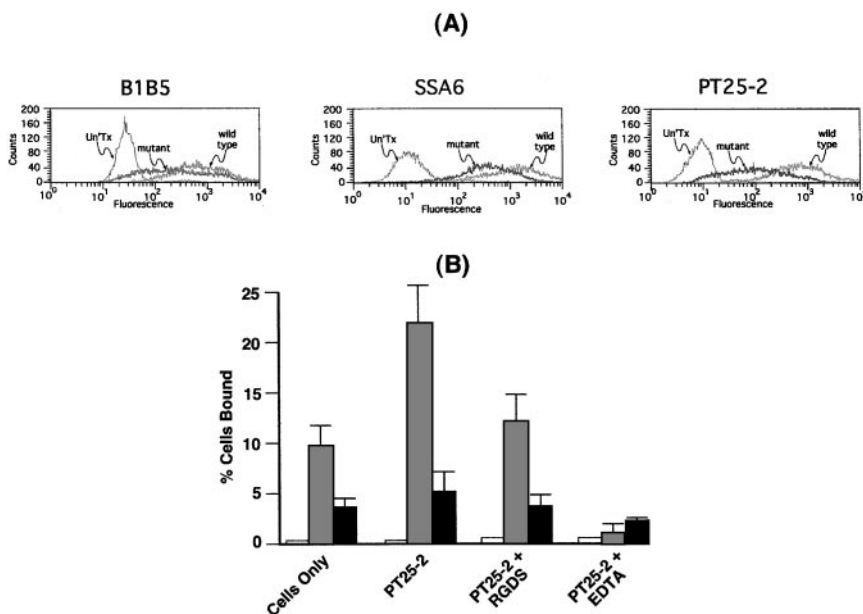 (A)
B1B5
SSA6
PT25-2
200
160
120
80
40
0
Counts
Un'Tx
mutant
wild
type
10^0
10^1
10^2
10^3
10^4
Fluorescence
200
160
120
80
40
0
Counts
Un'Tx
mutant
wild
type
10^0
10^1
10^2
10^3
10^4
Fluorescence
200
160
120
80
40
0
Counts
Un'Tx
mutant
wild
type
10^0
10^1
10^2
10^3
10^4
Fluorescence
(B)
25
20
15
10
5
0
% Cells Bound
Cells Only
PT25-2
PT25-2 +
RGDS
PT25-2 +
EDTA